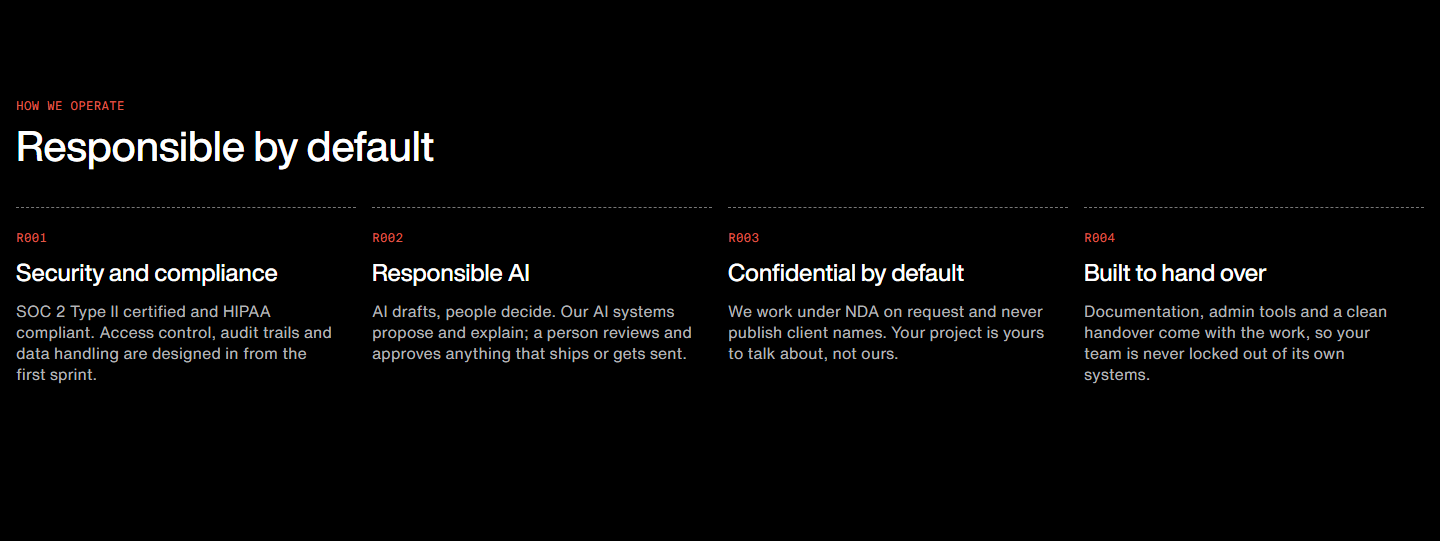 HOW WE OPERATE
Responsible by default
R001
Security and compliance
SOC 2 Type II certified and HIPAA
compliant. Access control, audit trails and
data handling are designed in from the
first sprint.
R002
Responsible AI
AI drafts, people decide. Our AI systems
propose and explain; a person reviews and
approves anything that ships or gets sent.
R003
Confidential by default
We work under NDA on request and never
publish client names. Your project is yours
to talk about, not ours.
R004
Built to hand over
Documentation, admin tools and a clean
handover come with the work, so your
team is never locked out of its own
systems.